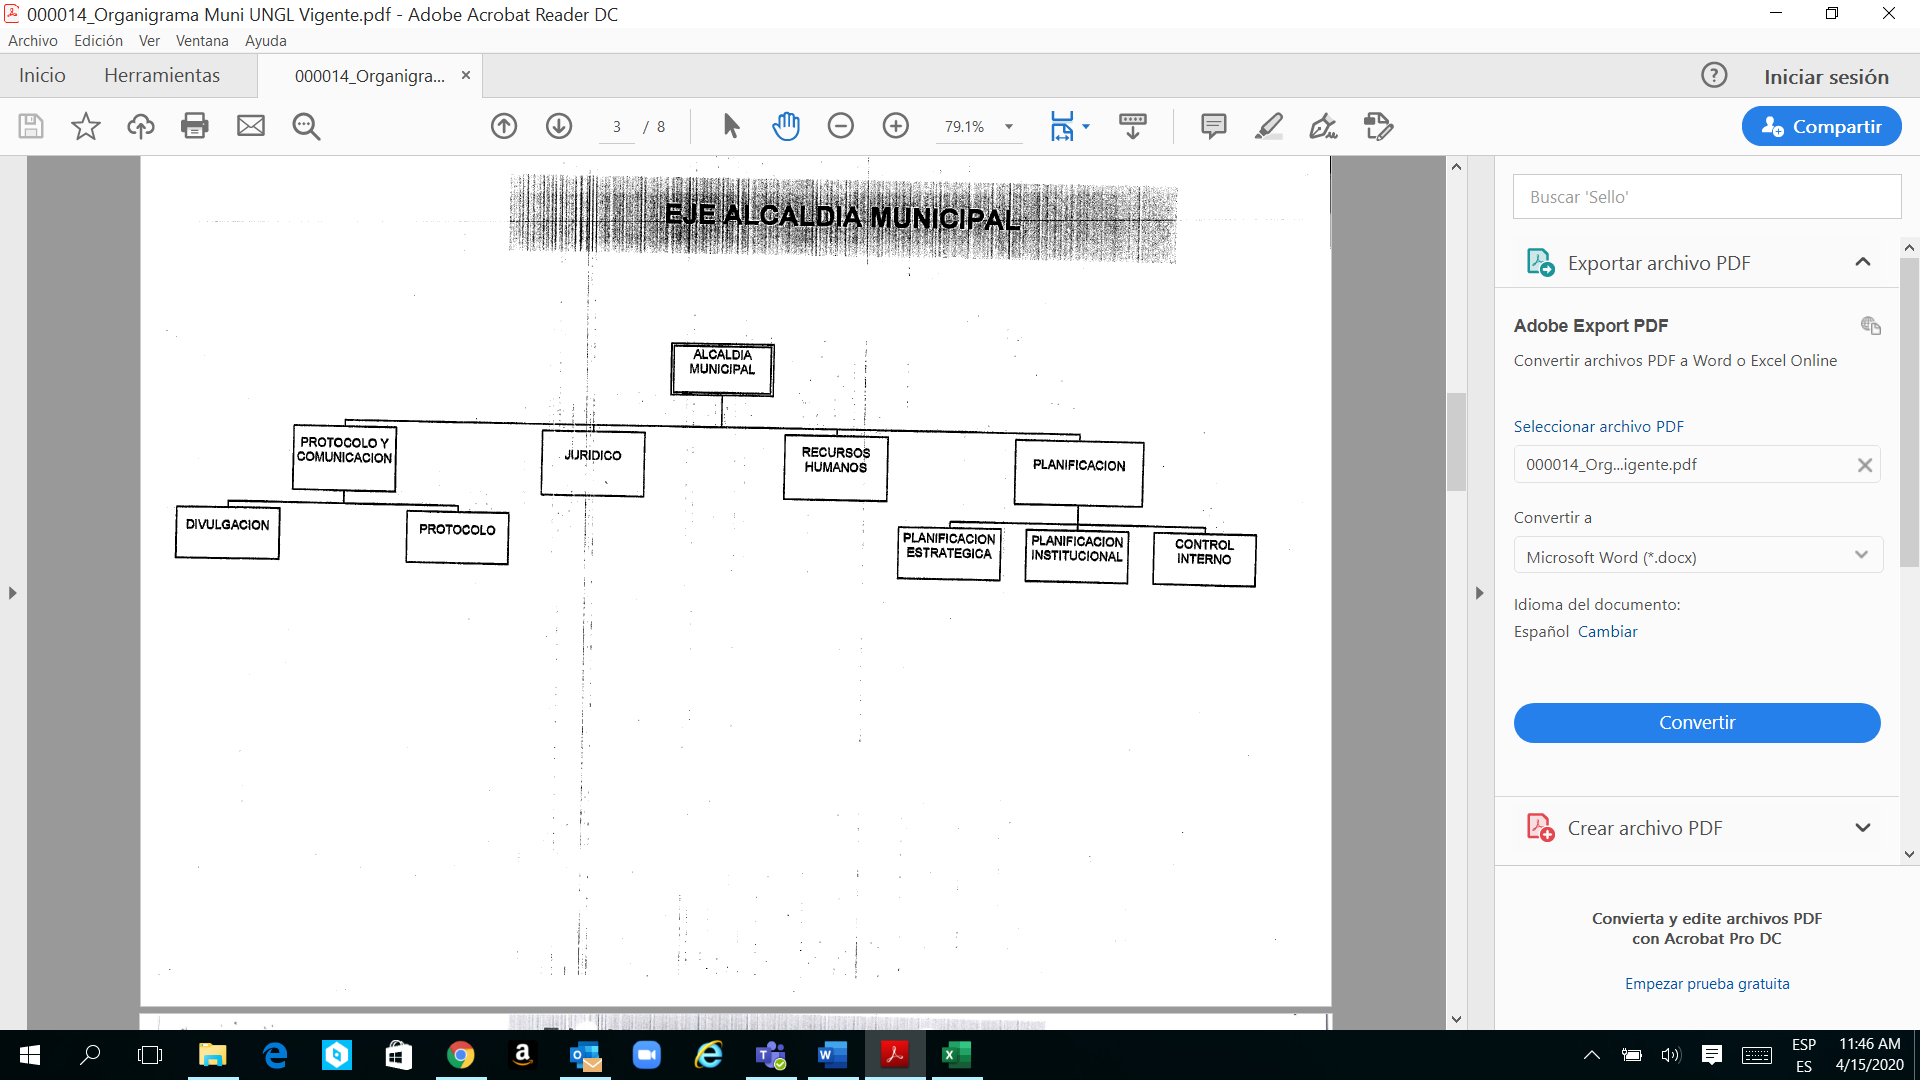 000014_Organigrama Muni UNGL Vigente.pdf - Adobe Acrobat Reader DC
Archivo Edición Ver Ventana Ayuda
Inicio Herramientas 000014_Organigra... × Iniciar sesión
3 / 8 79.1% Compartir
EJE ALCALDIA MUNICIPAL
ALCALDIA
MUNICIPAL
PROTOCOLO Y
COMUNICACION
JURIDICO
RECURSOS
HUMANOS
PLANIFICACION
DIVULGACION
PROTOCOLO
PLANIFICACION
ESTRATEGICA
PLANIFICACION
INSTITUCIONAL
CONTROL
INTERNO
Buscar 'Sello'
Exportar archivo PDF
Adobe Export PDF
Convertir archivos PDF a Word o Excel Online
Seleccionar archivo PDF
000014_Org...igente.pdf
Convertir a
Microsoft Word (*.docx)
Idioma del documento:
Español Cambiar
Convertir
Crear archivo PDF
Convierta y edite archivos PDF
con Acrobat Pro DC
Empezar prueba gratuita
ESP
ES
11:46 AM
4/15/2020